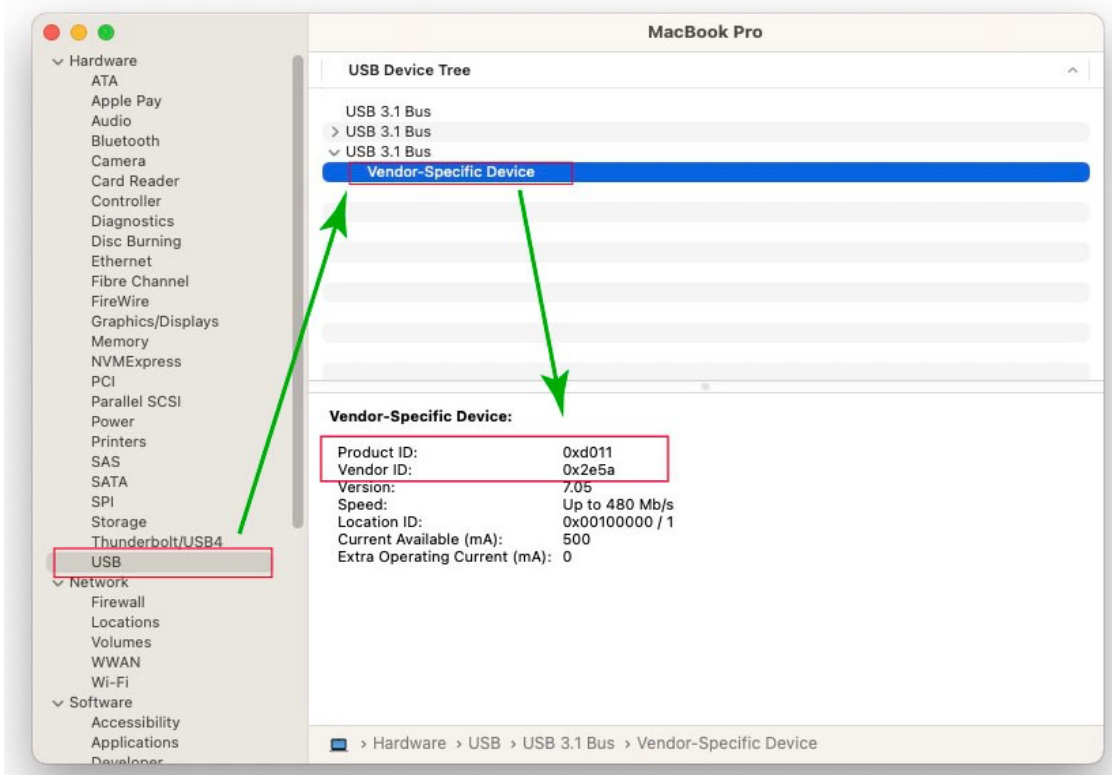 MacBook Pro
Hardware
ATA
Apple Pay
Audio
Bluetooth
Camera
Card Reader
Controller
Diagnostics
Disc Burning
Ethernet
Fibre Channel
FireWire
Graphics/Displays
Memory
NVMExpress
PCI
Parallel SCSI
Power
Printers
SAS
SATA
SPI
Storage
Thunderbolt/USB4
USB
Network
Firewall
Locations
Volumes
WWAN
Wi-Fi
Software
Accessibility
Applications
Developer
USB Device Tree
USB 3.1 Bus
USB 3.1 Bus
USB 3.1 Bus
Vendor-Specific Device
Vendor-Specific Device:
Product ID: 0xd011
Vendor ID: 0x2e5a
Version: 7.05
Speed: Up to 480 Mb/s
Location ID: 0x00100000 / 1
Current Available (mA): 500
Extra Operating Current (mA): 0
Hardware › USB › USB 3.1 Bus › Vendor-Specific Device